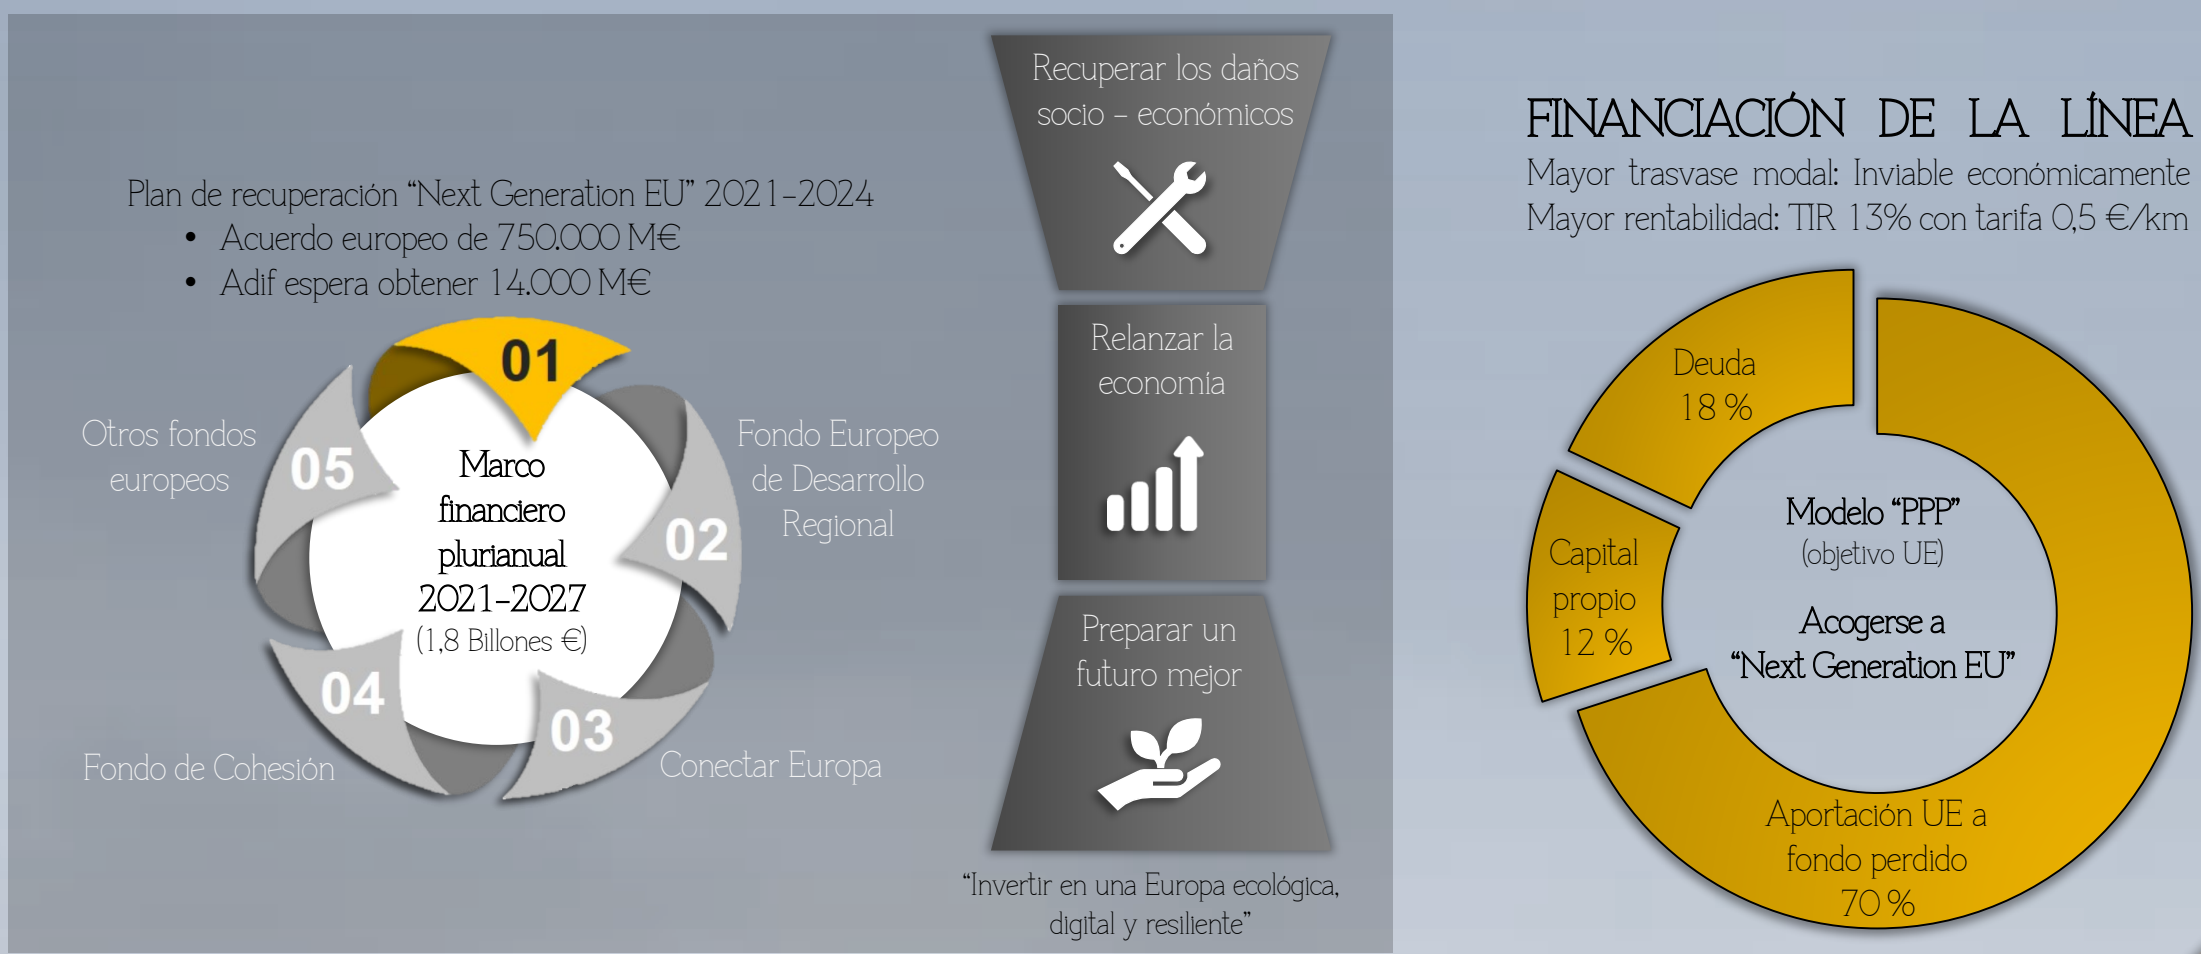 Plan de recuperación “Next Generation EU” 2021-2024
• Acuerdo europeo de 750.000 M€
• Adif espera obtener 14.000 M€
01
02
03
04
05
Marco
financiero
plurianual
2021-2027
(1,8 Billones €)
Fondo Europeo
de Desarrollo
Regional
Conectar Europa
Fondo de Cohesión
Otros fondos
europeos
Recuperar los daños
socio – económicos
Relanzar la
economía
Preparar un
futuro mejor
“Invertir en una Europa ecológica,
digital y resiliente”
FINANCIACIÓN DE LA LÍNEA
Mayor trasvase modal: Inviable económicamente
Mayor rentabilidad: TIR 13% con tarifa 0,5 €/km
Deuda
18 %
Capital
propio
12 %
Modelo “PPP”
(objetivo UE)
Acogerse a
“Next Generation EU”
Aportación UE a
fondo perdido
70 %